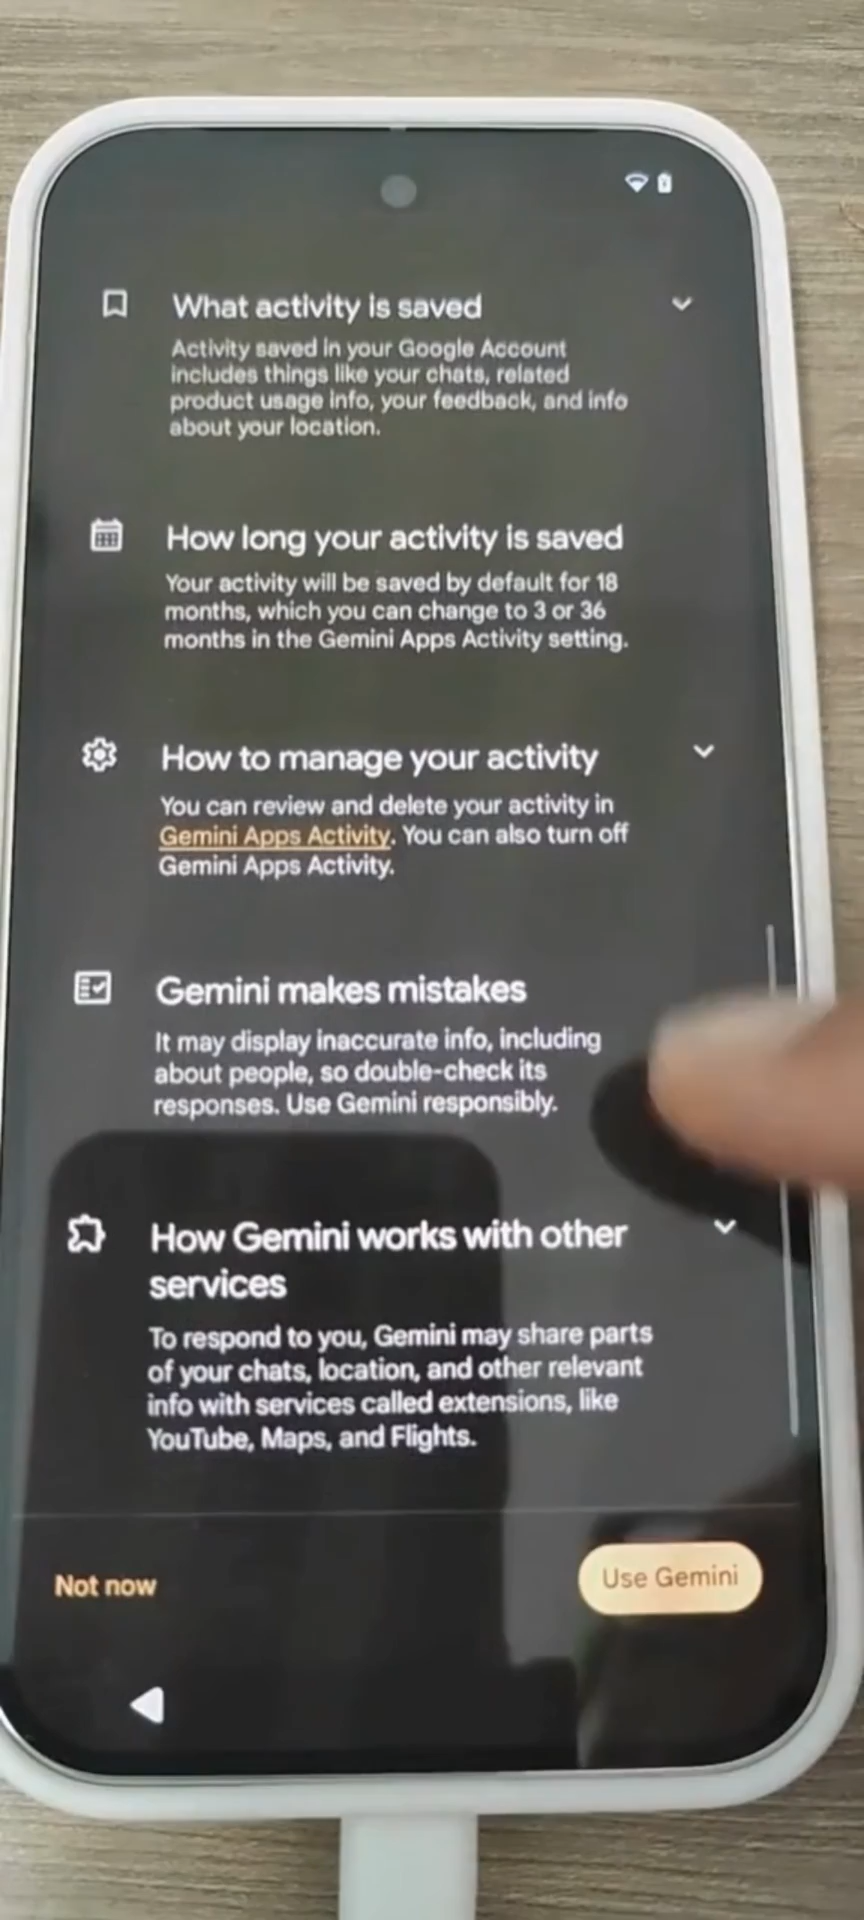 What activity is saved
Activity saved in your Google Account
includes things like your chats, related
product usage info, your feedback, and info
about your location.
How long your activity is saved
Your activity will be saved by default for 18
months, which you can change to 3 or 36
months in the Gemini Apps Activity setting.
How to manage your activity
You can review and delete your activity in
Gemini Apps Activity. You can also turn off
Gemini Apps Activity.
Gemini makes mistakes
It may display inaccurate info, including
about people, so double-check its
responses. Use Gemini responsibly.
How Gemini works with other
services
To respond to you, Gemini may share parts
of your chats, location, and other relevant
info with services called extensions, like
YouTube, Maps, and Flights.
Not now
Use Gemini